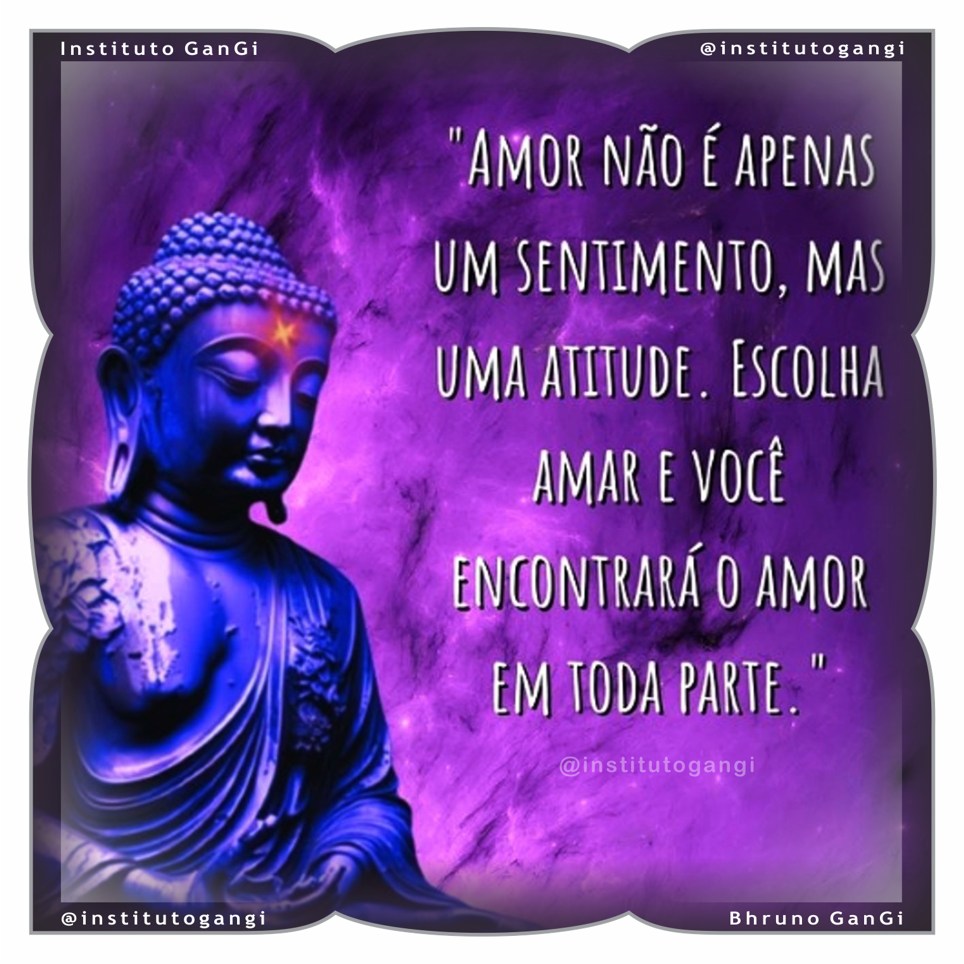 Instituto GanGi
@institutogangi
"Amor não é apenas
um sentimento, mas
uma atitude. Escolha
amar e você
encontrará o amor
em toda parte."
@institutogangi
@institutogangi
Bhruno GanGi